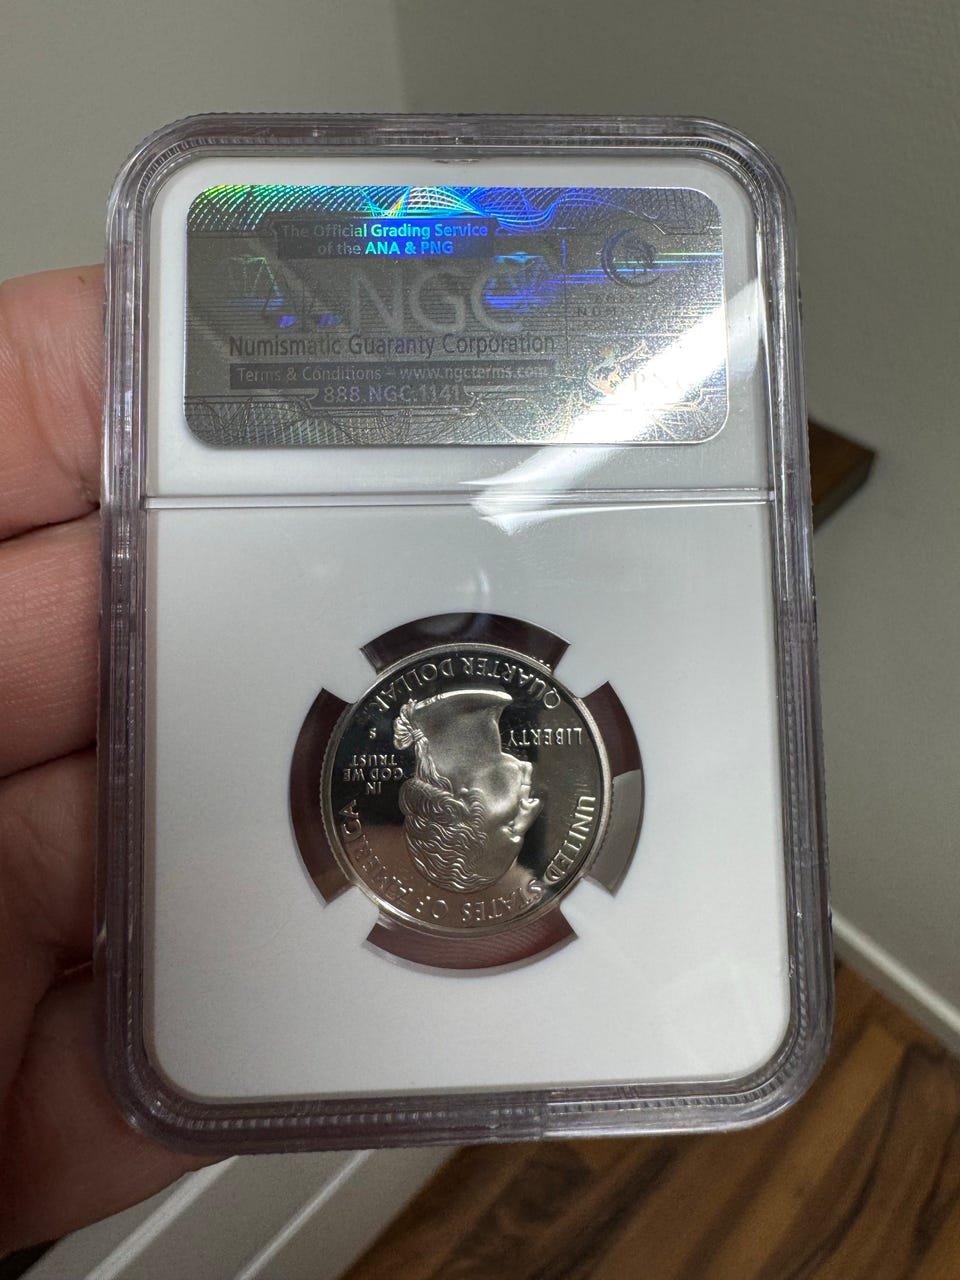 The Official Grading Service
of the ANA & PNG
NGC
Numismatic Guaranty Corporation
Terms & Conditions – www.ngcterms.com
888.NGC.1141
PNG
UNITED STATES OF AMERICA
LIBERTY
IN
GOD WE
TRUST
S
QUARTER DOLLAR